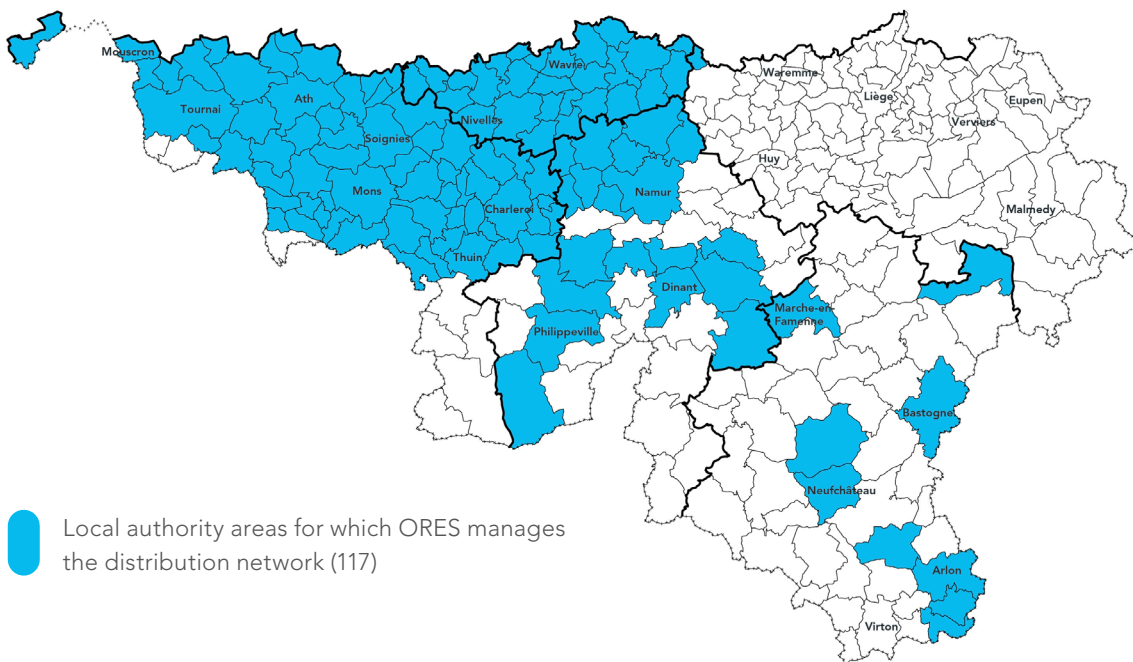 Mouscron
Wavre
Waremme
Liège
Eupen
Tournai
Ath
Nivelles
Verviers
Soignies
Huy
Mons
Namur
Charleroi
Malmedy
Thuin
Dinant
Marche-en-
Famenne
Philippeville
Bastogne
Neufchâteau
Arlon
Virton
Local authority areas for which ORES manages
the distribution network (117)